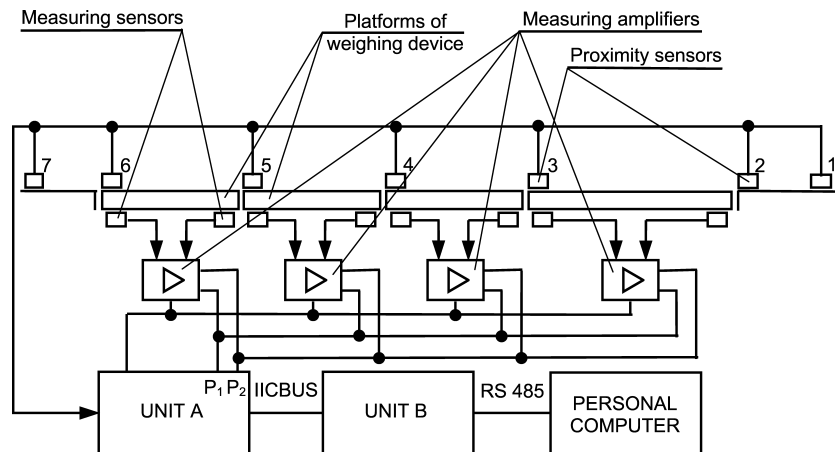 Measuring sensors
Platforms of
weighing device
Measuring amplifiers
Proximity sensors
7
6
5
4
3
2
1
P1 P2
UNIT A
IICBUS
UNIT B
RS 485
PERSONAL
COMPUTER